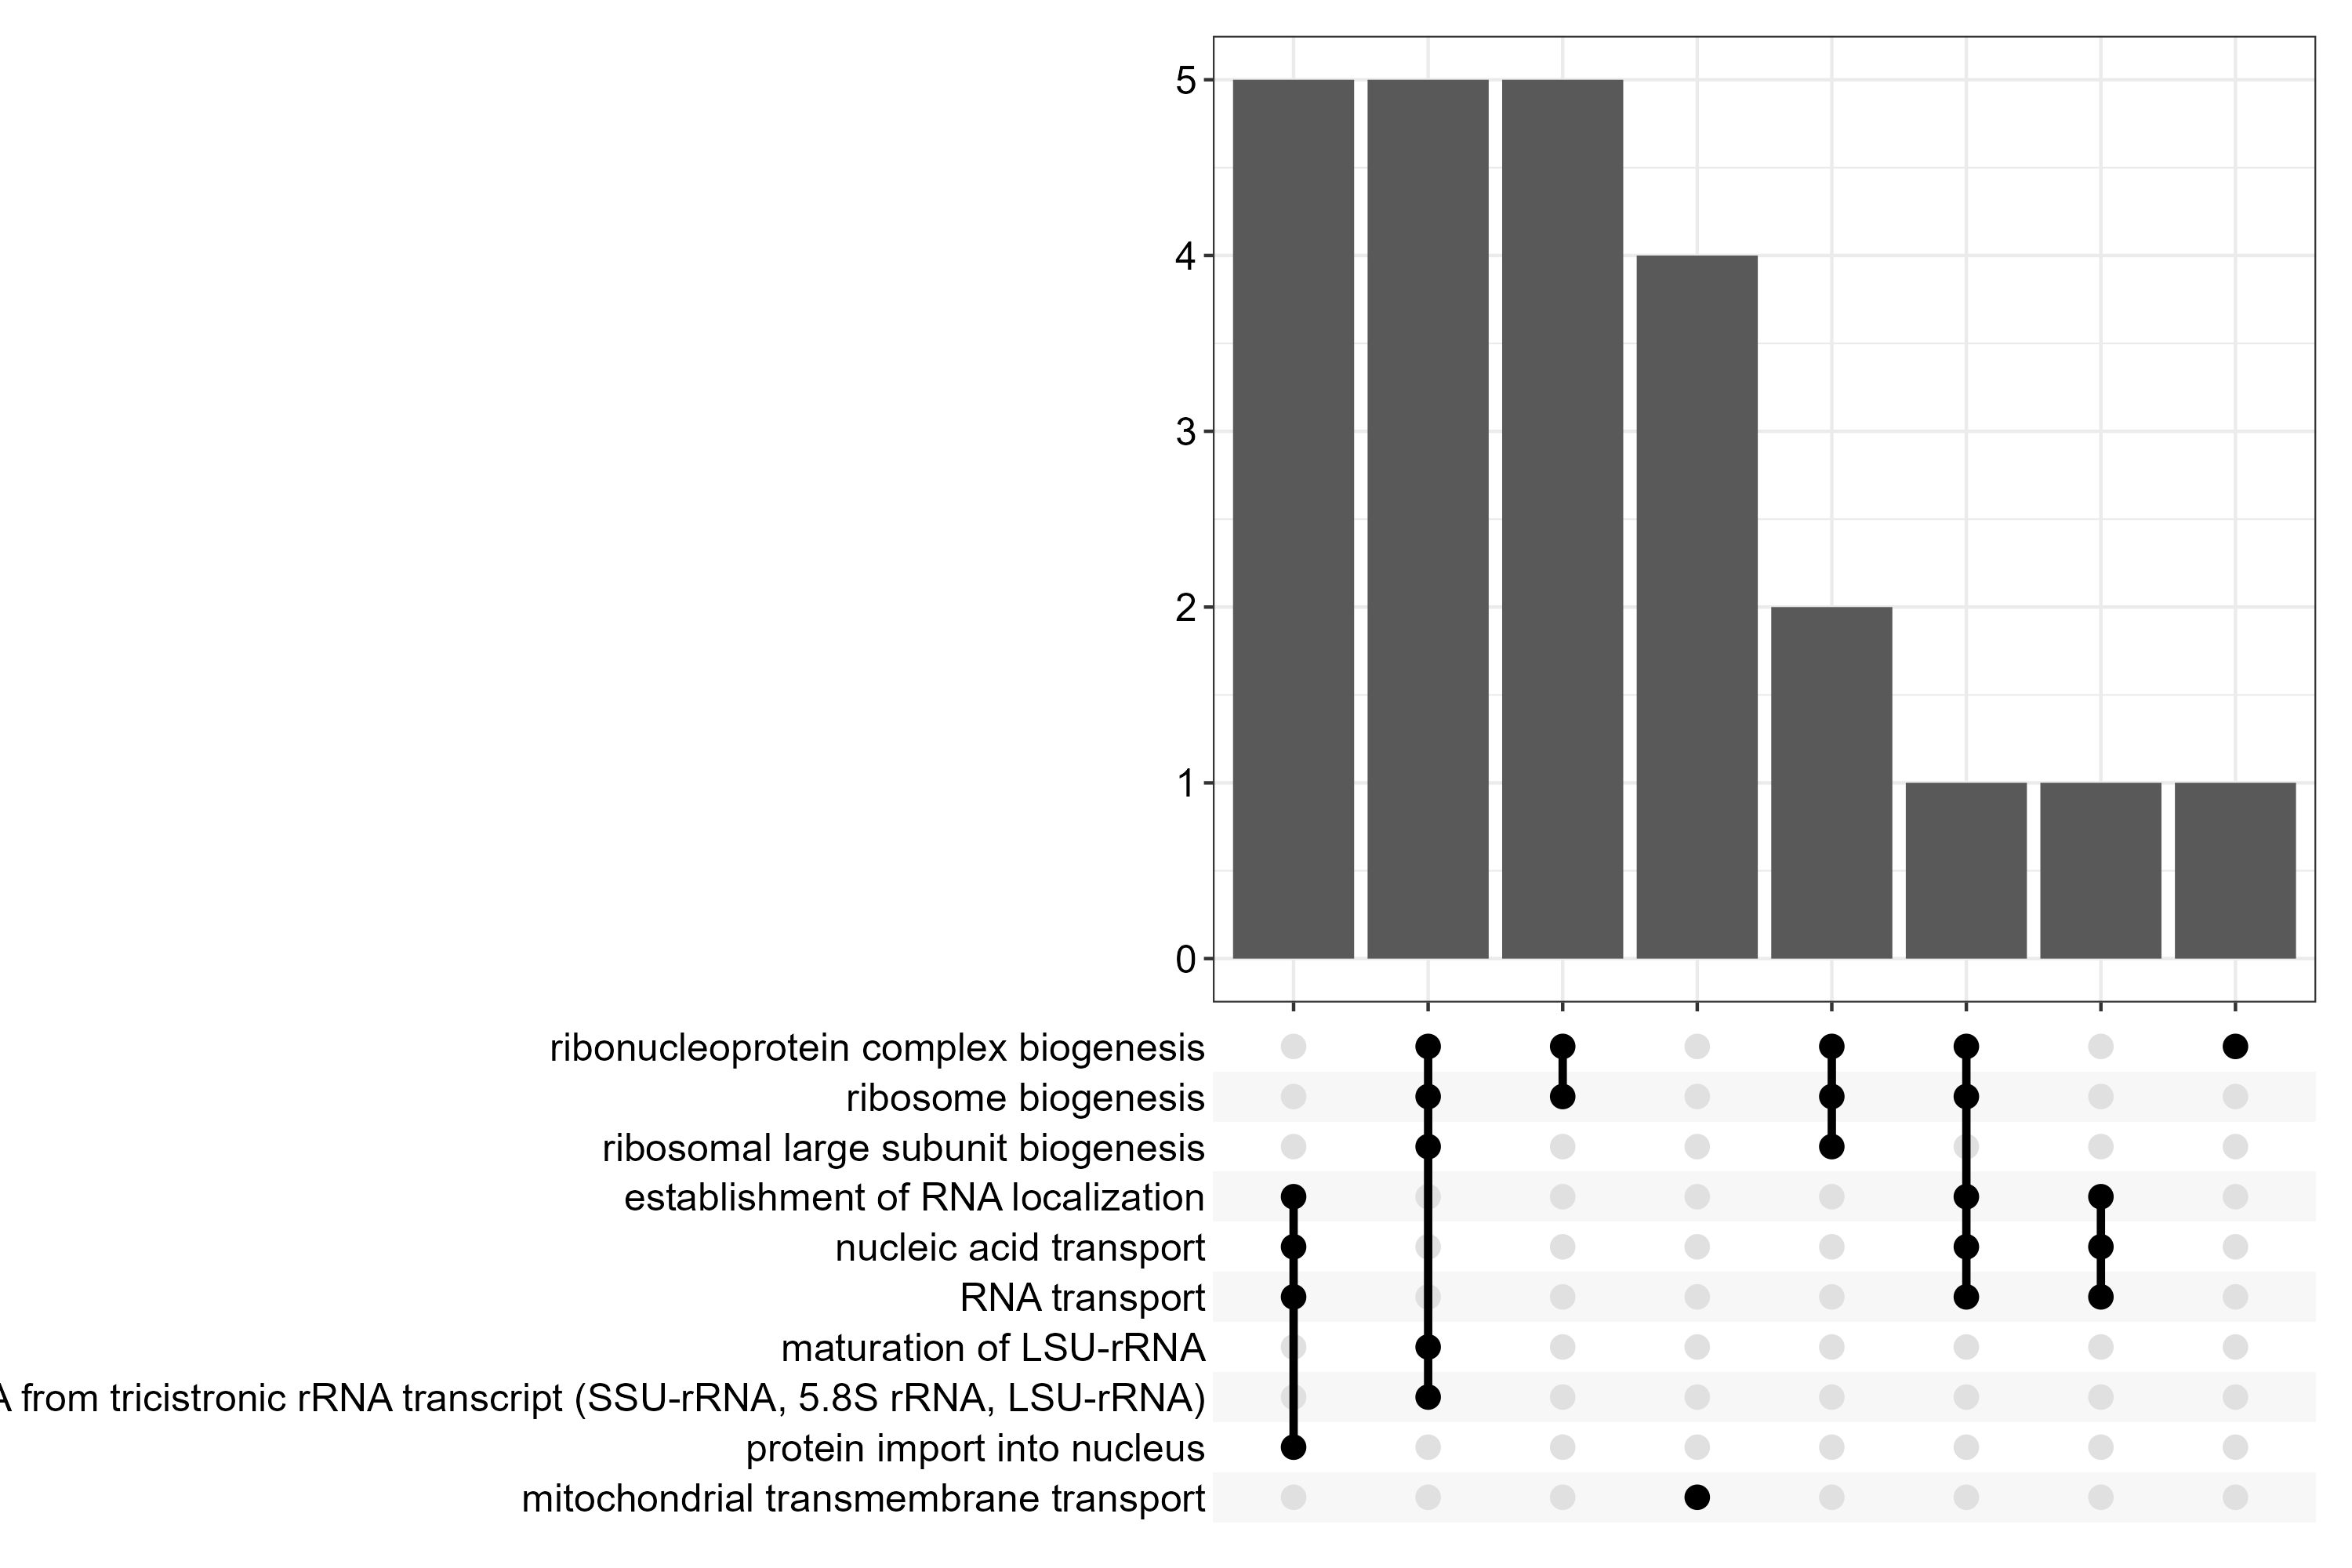 5
4
3
2
1
0
ribonucleoprotein complex biogenesis
ribosome biogenesis
ribosomal large subunit biogenesis
establishment of RNA localization
nucleic acid transport
RNA transport
maturation of LSU-rRNA
from tricistronic rRNA transcript (SSU-rRNA, 5.8S rRNA, LSU-rRNA)
protein import into nucleus
mitochondrial transmembrane transport